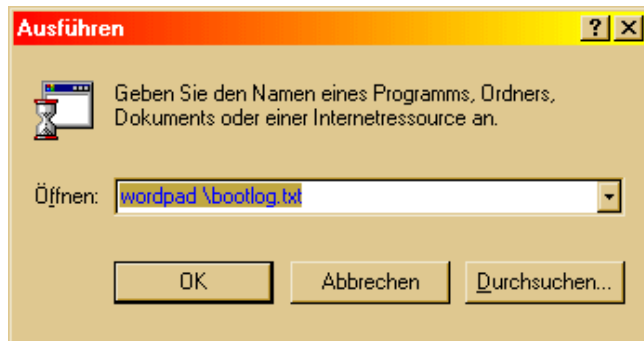 Ausführen
Geben Sie den Namen eines Programms, Ordners,
Dokuments oder einer Internetressource an.
Öffnen: wordpad \bootlog.txt
OK Abbrechen Durchsuchen...